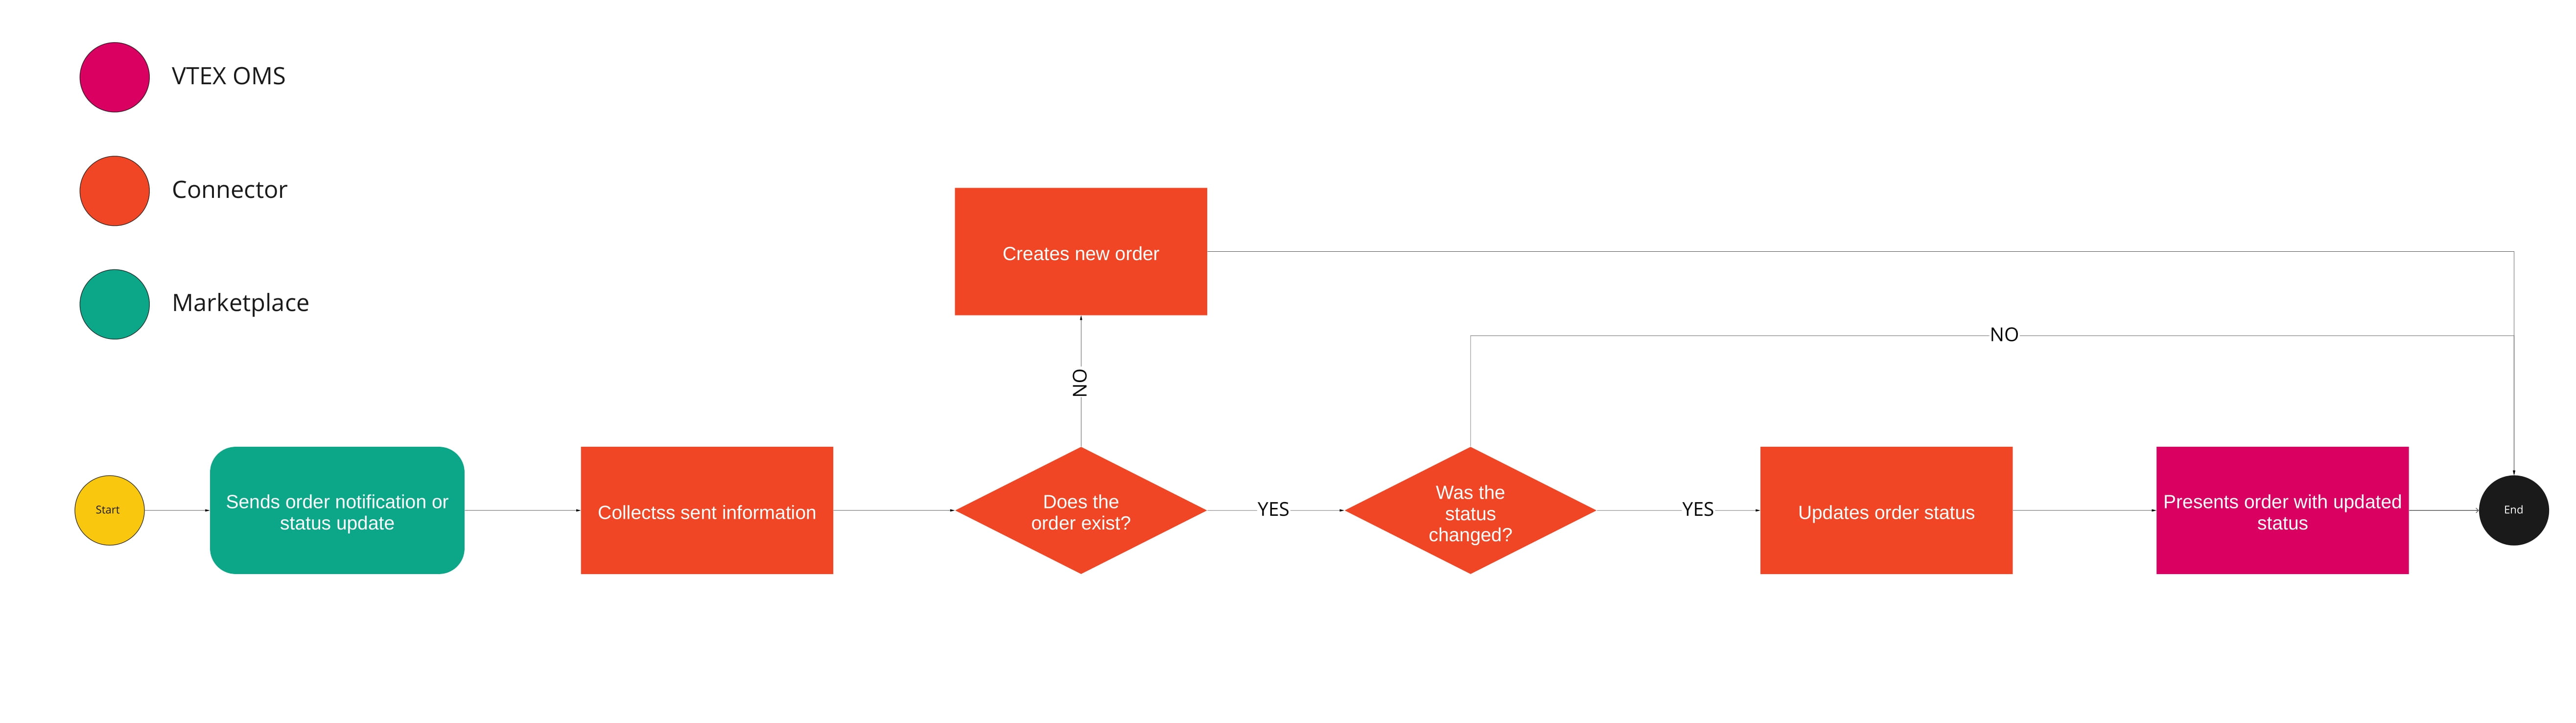 VTEX OMS
Connector
Marketplace
Creates new order
NO
NO
Start
Sends order notification or
status update
Collectss sent information
Does the
order exist?
YES
Was the
status
changed?
YES
Updates order status
Presents order with updated
status
End